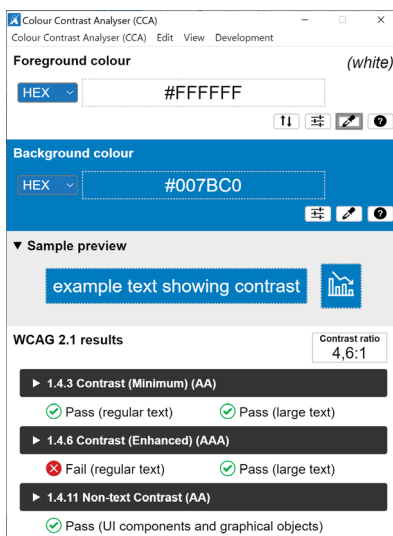 Colour Contrast Analyser (CCA)
Colour Contrast Analyser (CCA) Edit View Development
Foreground colour (white)
HEX #FFFFFF
Background colour
HEX #007BC0
▼ Sample preview
example text showing contrast
WCAG 2.1 results
Contrast ratio
4,6:1
▶ 1.4.3 Contrast (Minimum) (AA)
Pass (regular text) Pass (large text)
▶ 1.4.6 Contrast (Enhanced) (AAA)
Fail (regular text) Pass (large text)
▶ 1.4.11 Non-text Contrast (AA)
Pass (UI components and graphical objects)